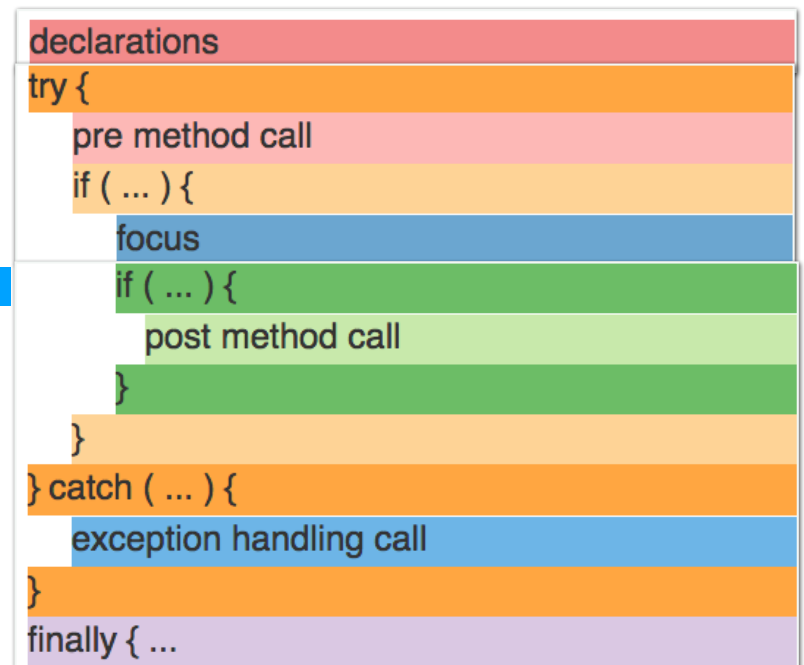 declarations
try {
pre method call
if ( ... ) {
focus
if ( ... ) {
post method call
}
}
} catch ( ... ) {
exception handling call
}
finally { ...